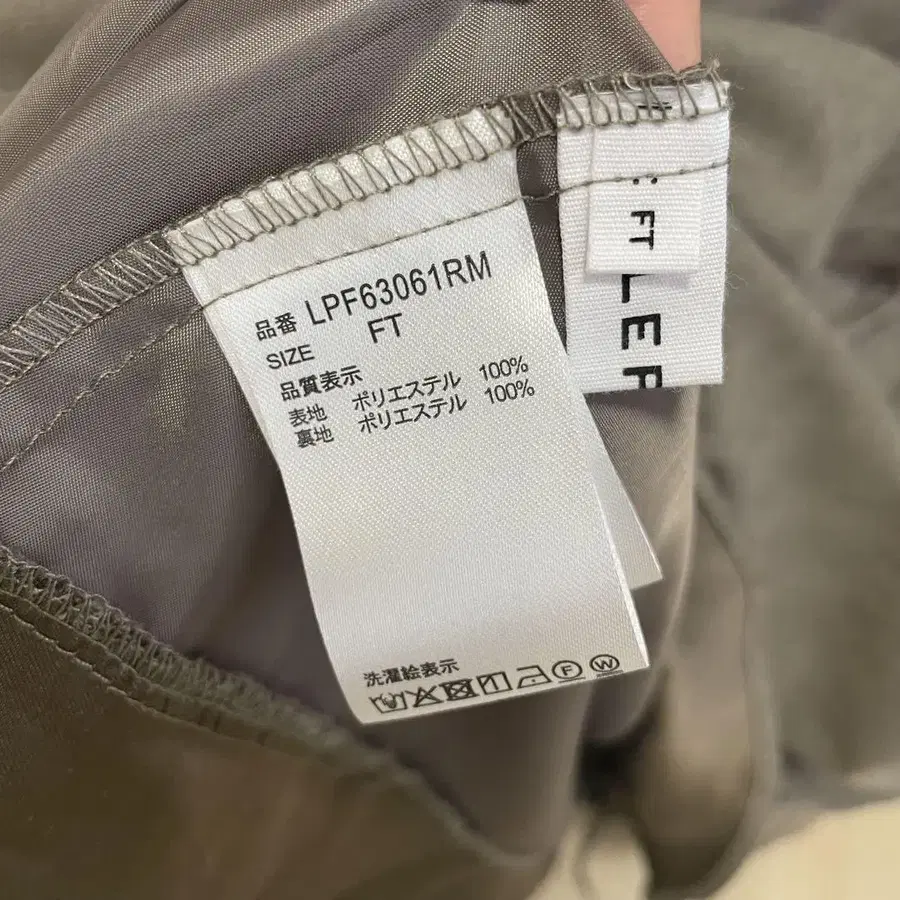 品番 LPF63061RM
SIZE FT
品質表示
表地 ポリエステル 100%
裏地 ポリエステル 100%
洗濯絵表示
F W
: FT